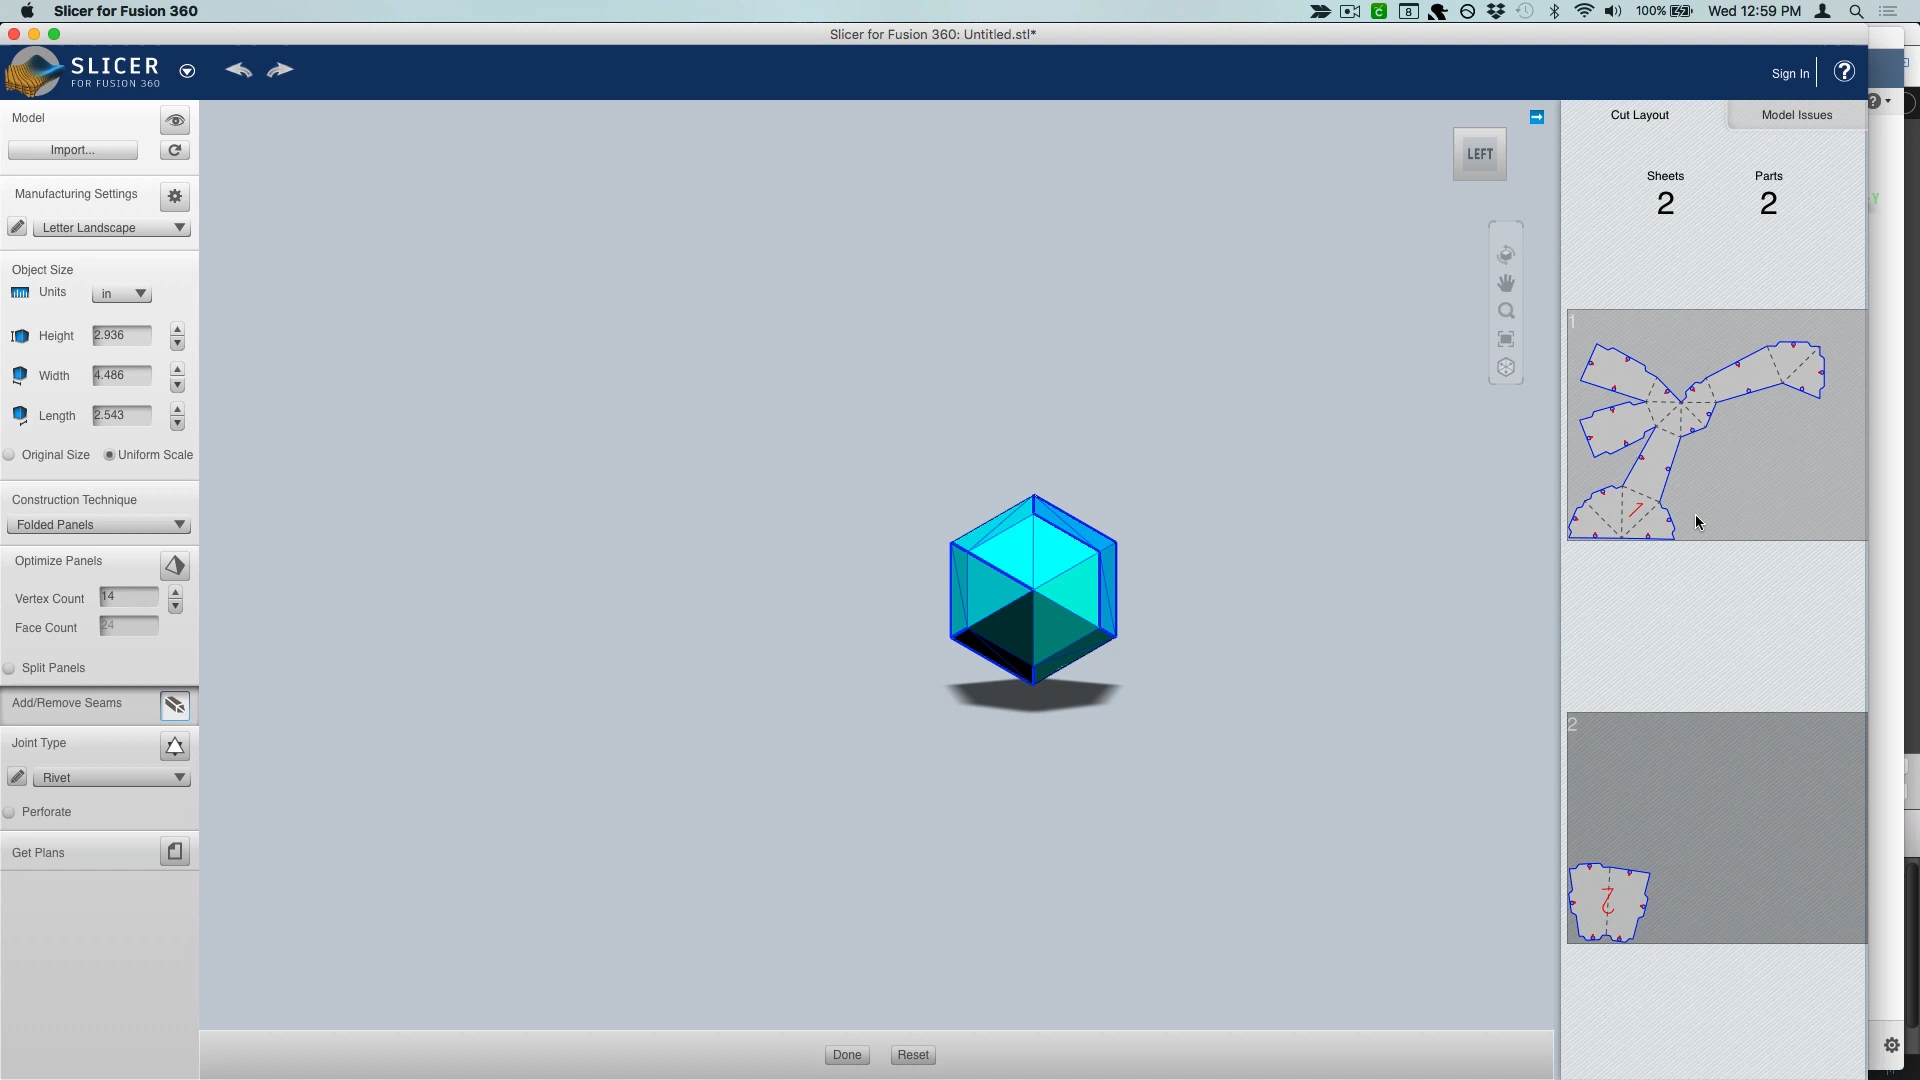 Slicer for Fusion 360
8
100%
Wed 12:59 PM
Slicer for Fusion 360: Untitled.stl*
SLICER
FOR FUSION 360
Sign In
?
Model
Import...
Manufacturing Settings
Letter Landscape
Object Size
Units
in
Height
2.936
Width
4.486
Length
2.543
Original Size
Uniform Scale
Construction Technique
Folded Panels
Optimize Panels
Vertex Count
14
Face Count
24
Split Panels
Add/Remove Seams
Joint Type
Rivet
Perforate
Get Plans
LEFT
Done
Reset
Cut Layout
Model Issues
Sheets
Parts
2
2
1
1
2
2
?
Y